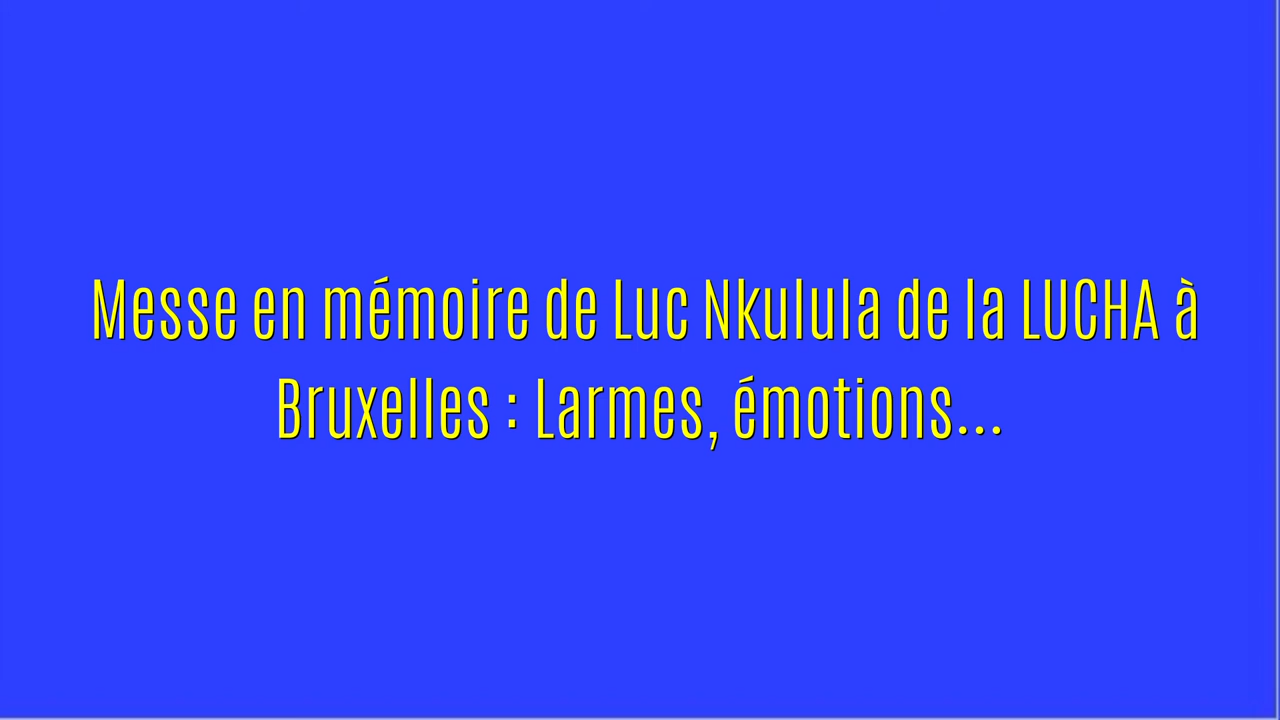 Messe en mémoire de Luc Nkulula de la LUCHA à
Bruxelles : Larmes, émotions...